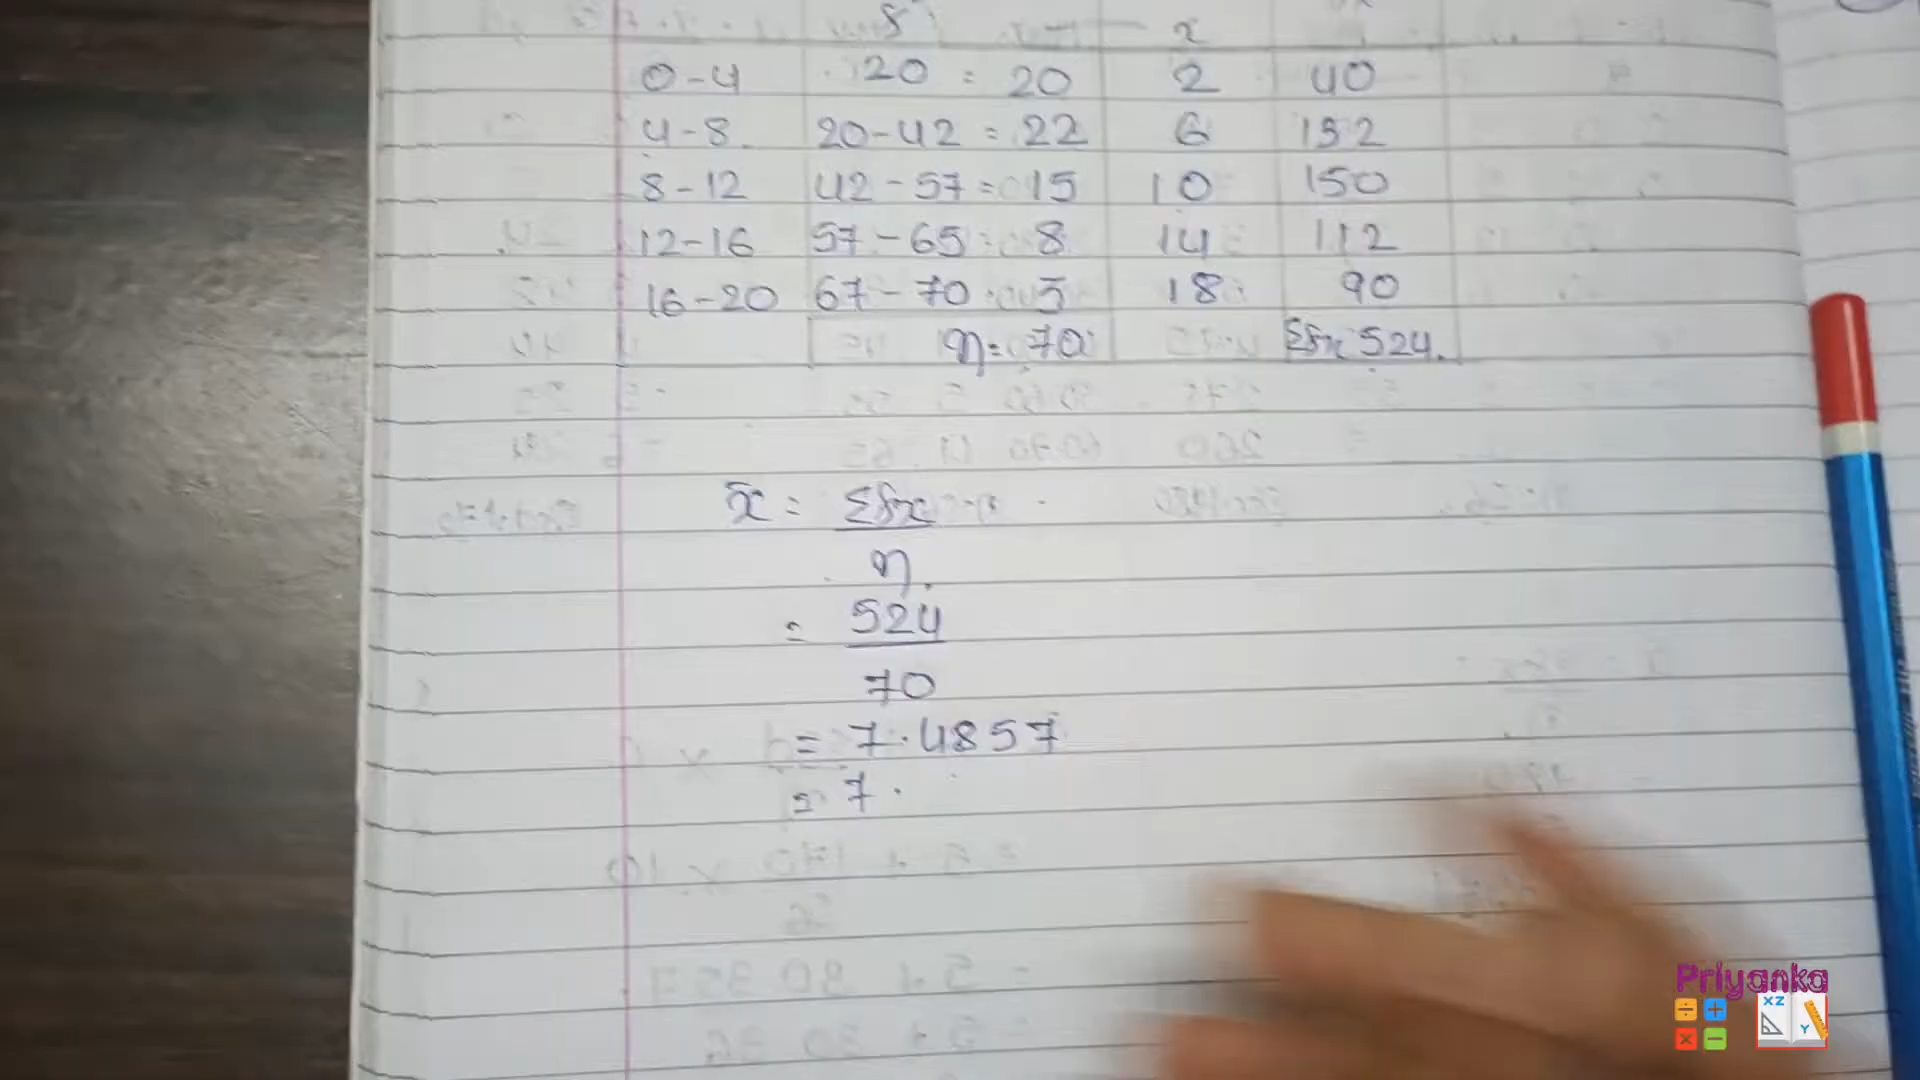 f x
0-4 20 = 20 2 40
4-8. 20-42 = 22 6 132
8-12 42-57 = 15 10 150
12-16 57-65 = 8 14 112
16-20 67-70 5 18 90
n = 70 Σfx 524.
x̄ = Σfx
n.
= 524
70
= 7.4857
= 7.
Priyanka
XZ
Y